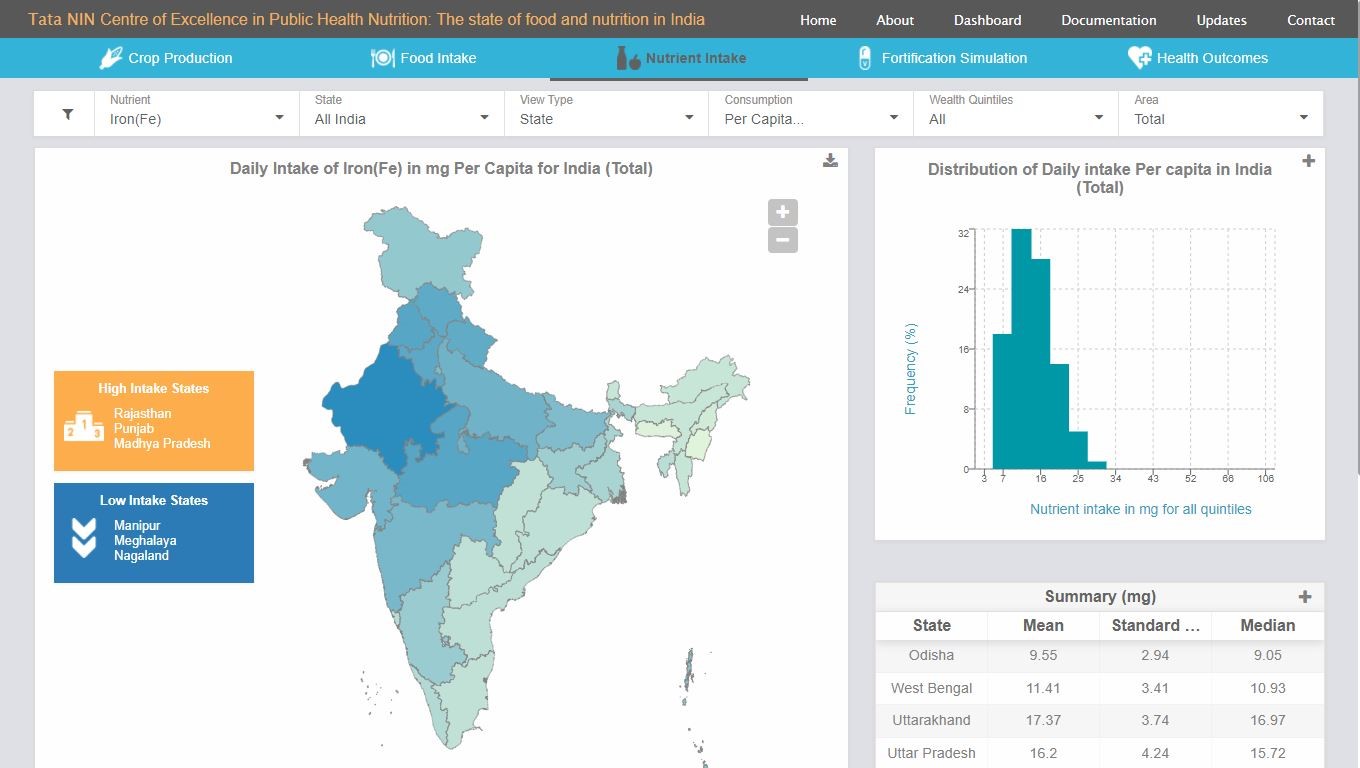 Tata NIN Centre of Excellence in Public Health Nutrition: The state of food and nutrition in India
Home
About
Dashboard
Documentation
Updates
Contact
Crop Production
Food Intake
Nutrient Intake
Fortification Simulation
Health Outcomes
Nutrient
Iron(Fe)
State
All India
View Type
State
Consumption
Per Capita...
Wealth Quintiles
All
Area
Total
Daily Intake of Iron(Fe) in mg Per Capita for India (Total)
+
−
High Intake States
2 1 3
Rajasthan
Punjab
Madhya Pradesh
Low Intake States
Manipur
Meghalaya
Nagaland
Distribution of Daily intake Per capita in India
(Total)
Frequency (%)
32
24
16
8
0
3 7 16 25 34 43 52 66 106
Nutrient intake in mg for all quintiles
Summary (mg)
State Mean Standard ... Median
Odisha 9.55 2.94 9.05
West Bengal 11.41 3.41 10.93
Uttarakhand 17.37 3.74 16.97
Uttar Pradesh 16.2 4.24 15.72